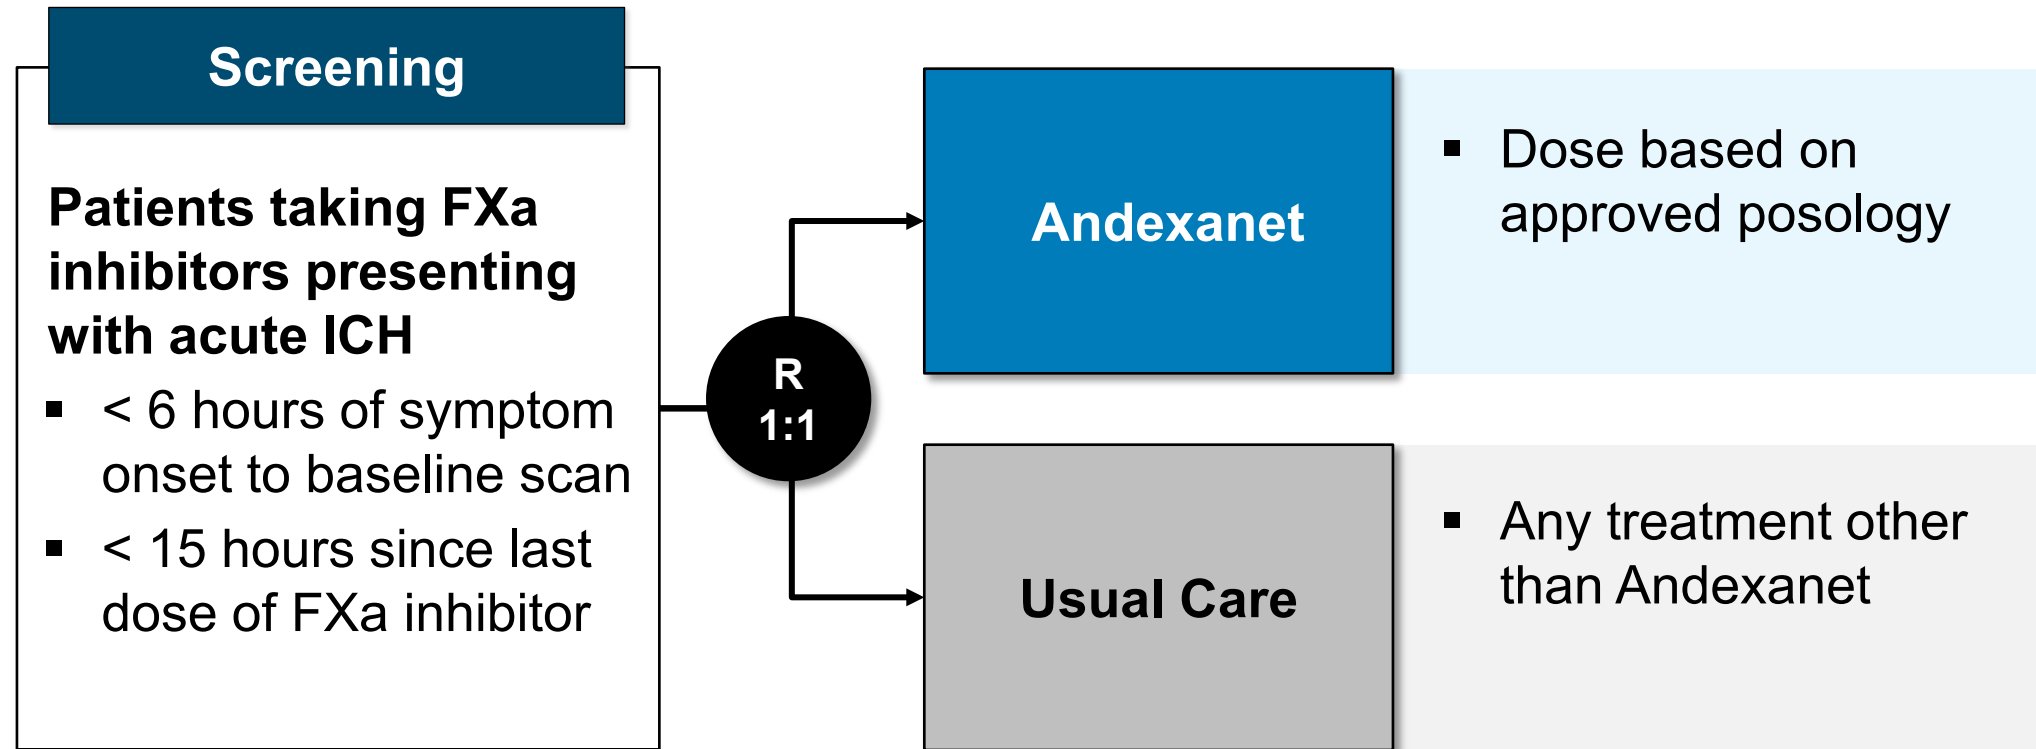 Screening
Patients taking FXa
inhibitors presenting
with acute ICH
▪ < 6 hours of symptom
onset to baseline scan
▪ < 15 hours since last
dose of FXa inhibitor
R
1:1
Andexanet
▪ Dose based on
approved posology
Usual Care
▪ Any treatment other
than Andexanet